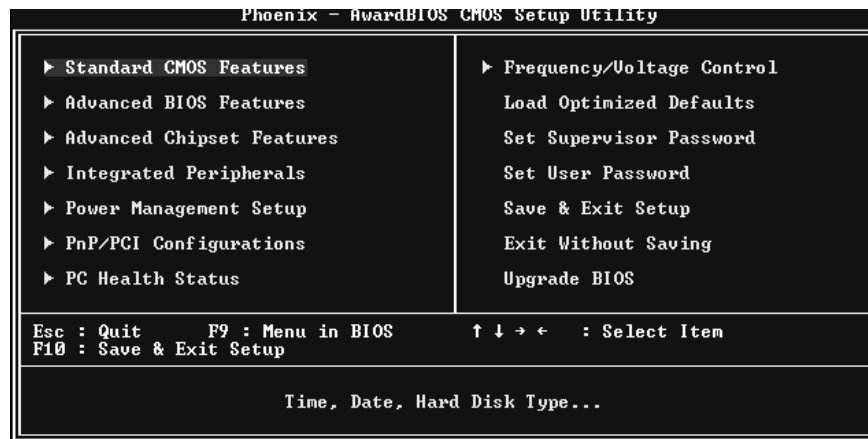 Phoenix - AwardBIOS CMOS Setup Utility
▶ Standard CMOS Features
▶ Advanced BIOS Features
▶ Advanced Chipset Features
▶ Integrated Peripherals
▶ Power Management Setup
▶ PnP/PCI Configurations
▶ PC Health Status
▶ Frequency/Voltage Control
Load Optimized Defaults
Set Supervisor Password
Set User Password
Save & Exit Setup
Exit Without Saving
Upgrade BIOS
Esc : Quit F9 : Menu in BIOS ↑ ↓ → ← : Select Item
F10 : Save & Exit Setup
Time, Date, Hard Disk Type...